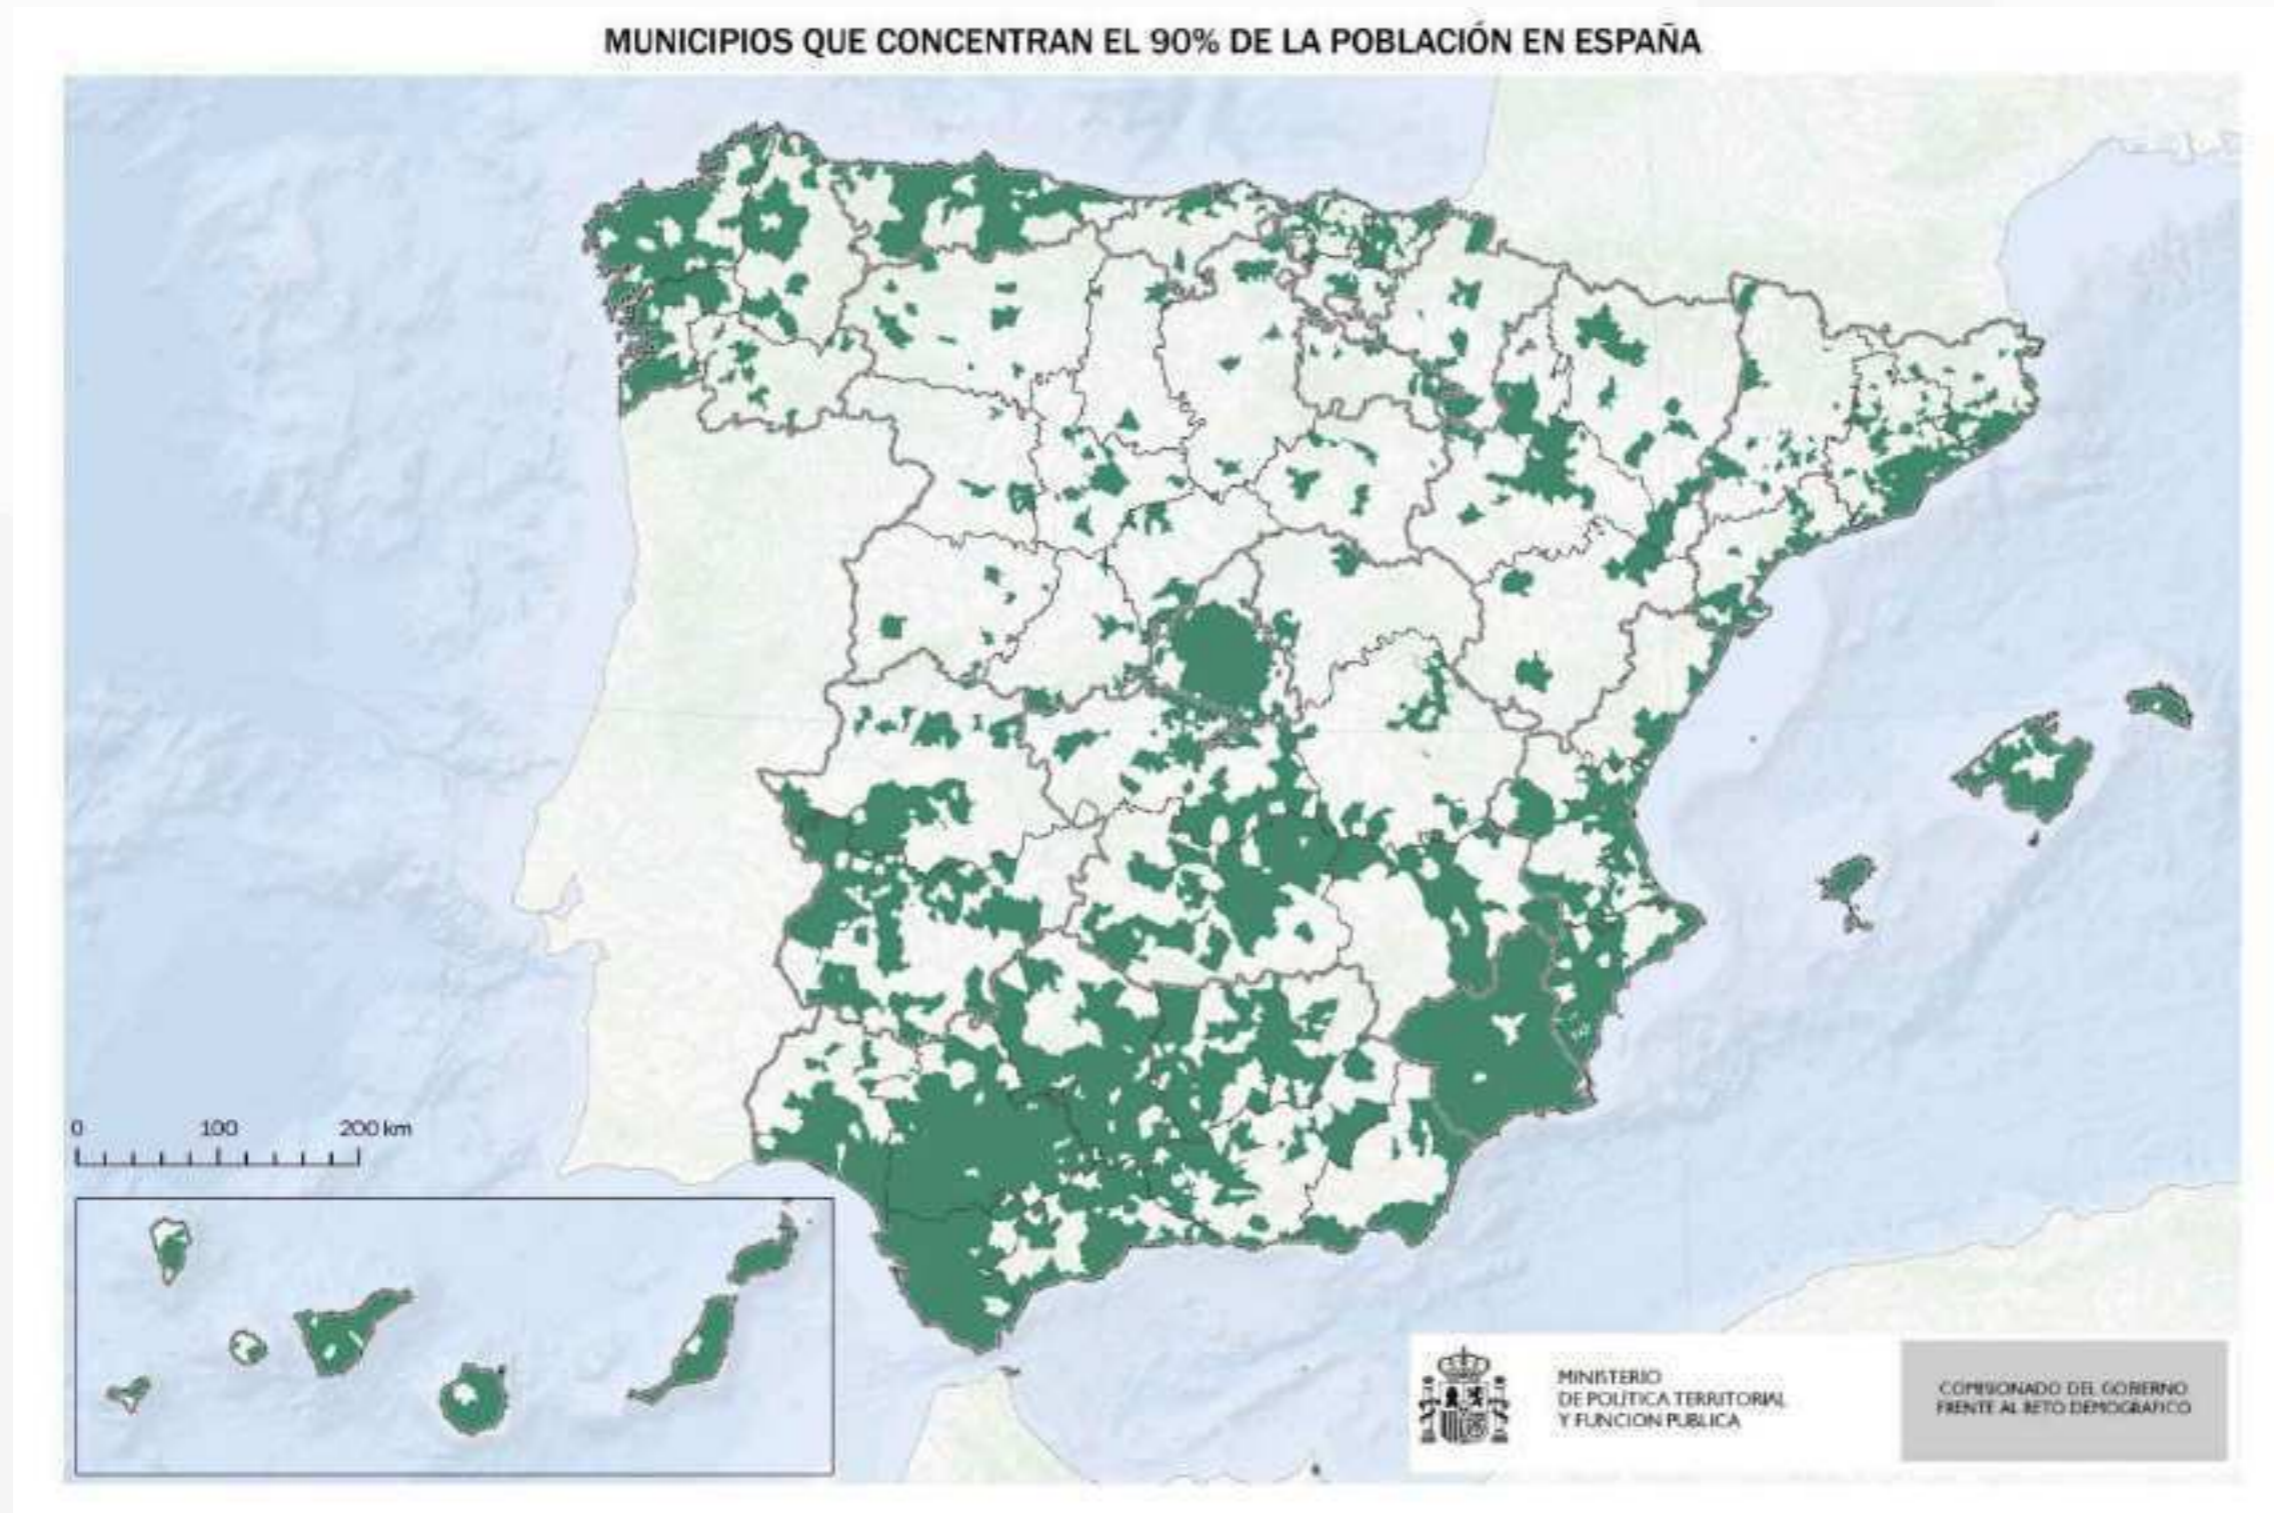 MUNICIPIOS QUE CONCENTRAN EL 90% DE LA POBLACIÓN EN ESPAÑA
0 100 200 km
MINISTERIO
DE POLÍTICA TERRITORIAL
Y FUNCIÓN PÚBLICA
COMISIONADO DEL GOBIERNO
FRENTE AL RETO DEMOGRÁFICO